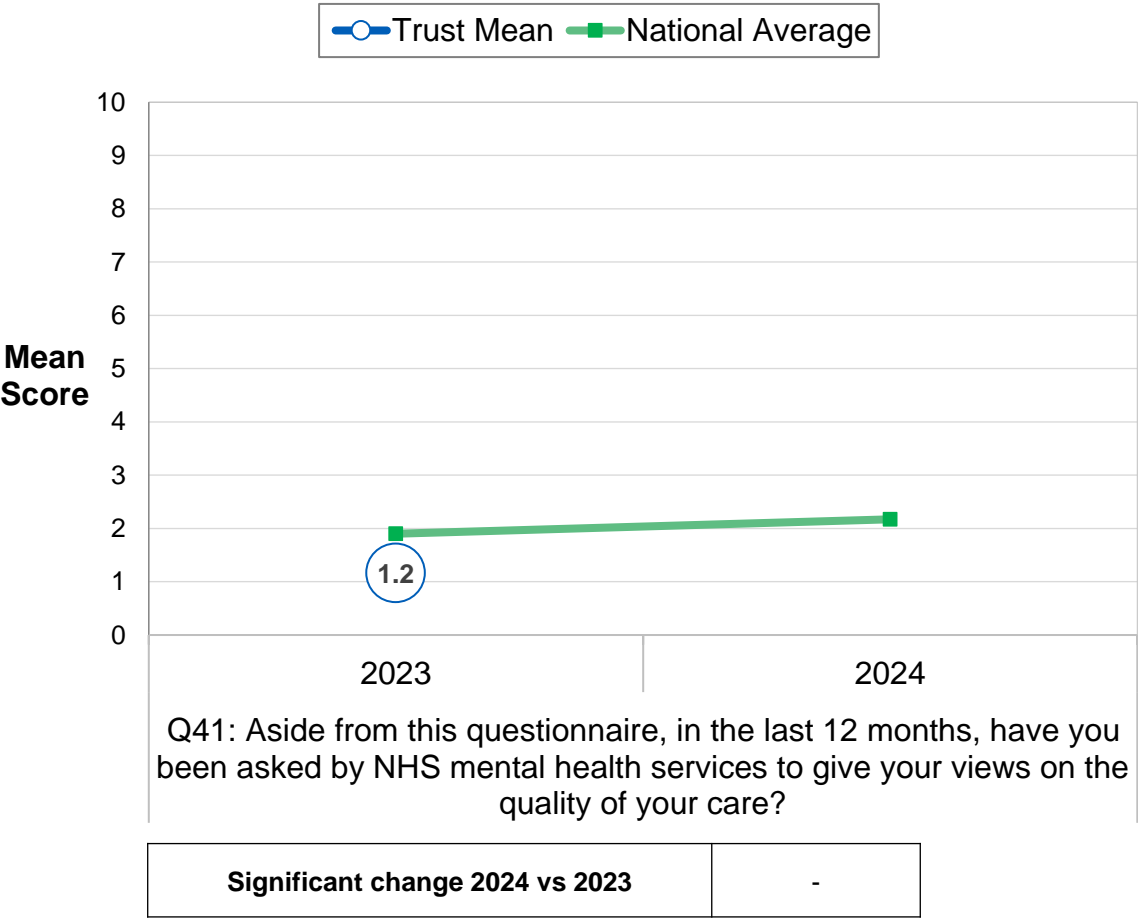 Trust Mean National Average
10
9
8
7
6
5
4
3
2
1
0
Mean
Score
1.2
2023 2024
Q41: Aside from this questionnaire, in the last 12 months, have you
been asked by NHS mental health services to give your views on the
quality of your care?
Significant change 2024 vs 2023 -